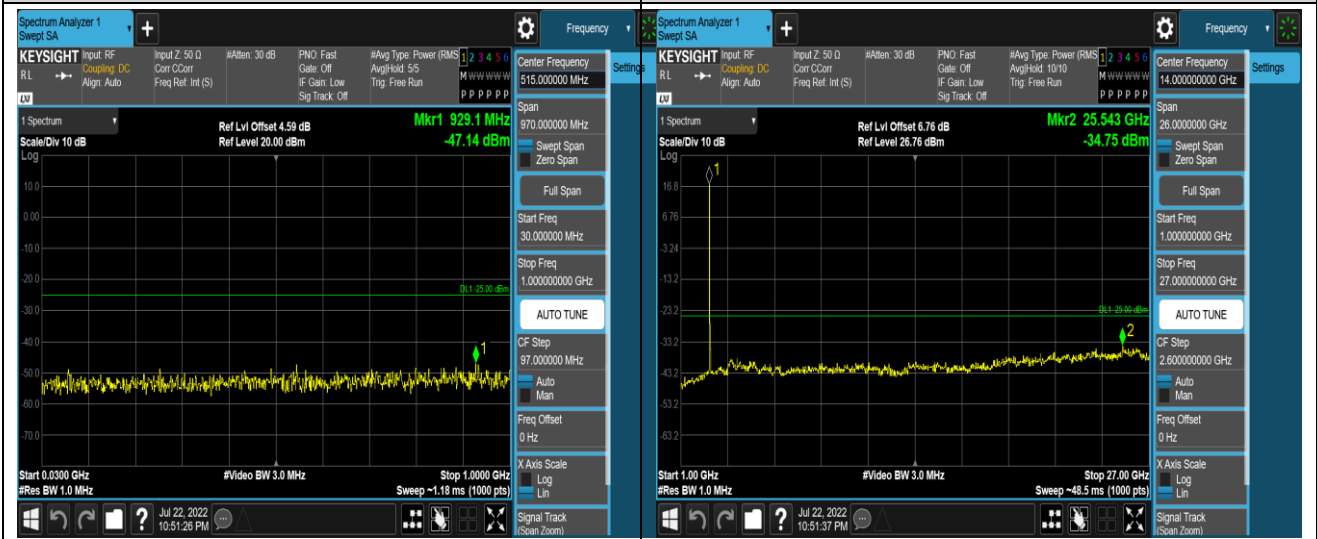 Spectrum Analyzer 1
Swept SA
+
Frequency
KEYSIGHT
RL
LXI
Input: RF
Coupling: DC
Align: Auto
Input Z: 50 Ω
Corr CCorr
Freq Ref: Int (S)
#Atten: 30 dB
PNO: Fast
Gate: Off
IF Gain: Low
Sig Track: Off
#Avg Type: Power (RMS
Avg|Hold: 5/5
Trig: Free Run
1 2 3 4 5 6
M W W W W W
P P P P P P
Center Frequency
515.000000 MHz
Settings
1 Spectrum
Scale/Div 10 dB
Log
Ref Lvl Offset 4.59 dB
Ref Level 20.00 dBm
Mkr1 929.1 MHz
-47.14 dBm
Span
970.000000 MHz
Swept Span
Zero Span
Full Span
Start Freq
30.000000 MHz
Stop Freq
1.000000000 GHz
AUTO TUNE
CF Step
97.000000 MHz
Auto
Man
Freq Offset
0 Hz
X Axis Scale
Log
Lin
Signal Track
(Span Zoom)
10.0
0.00
-10.0
-20.0
DL1 -25.00 dBm
-30.0
-40.0
1
-50.0
-60.0
-70.0
Start 0.0300 GHz
#Res BW 1.0 MHz
#Video BW 3.0 MHz
Stop 1.0000 GHz
Sweep ~1.18 ms (1000 pts)
?
Jul 22, 2022
10:51:26 PM
Spectrum Analyzer 1
Swept SA
+
Frequency
KEYSIGHT
RL
LXI
Input: RF
Coupling: DC
Align: Auto
Input Z: 50 Ω
Corr CCorr
Freq Ref: Int (S)
#Atten: 30 dB
PNO: Fast
Gate: Off
IF Gain: Low
Sig Track: Off
#Avg Type: Power (RMS
Avg|Hold: 10/10
Trig: Free Run
1 2 3 4 5 6
M W W W W W
P P P P P P
Center Frequency
14.000000000 GHz
Settings
1 Spectrum
Scale/Div 10 dB
Log
Ref Lvl Offset 6.76 dB
Ref Level 26.76 dBm
Mkr2 25.543 GHz
-34.75 dBm
Span
26.0000000 GHz
Swept Span
Zero Span
Full Span
Start Freq
1.000000000 GHz
Stop Freq
27.000000000 GHz
AUTO TUNE
CF Step
2.600000000 GHz
Auto
Man
Freq Offset
0 Hz
X Axis Scale
Log
Lin
Signal Track
(Span Zoom)
1
16.8
6.76
-3.24
-13.2
-23.2
DL1 -25.00 dBm
-33.2
2
-43.2
-53.2
-63.2
Start 1.00 GHz
#Res BW 1.0 MHz
#Video BW 3.0 MHz
Stop 27.00 GHz
Sweep ~48.5 ms (1000 pts)
?
Jul 22, 2022
10:51:37 PM